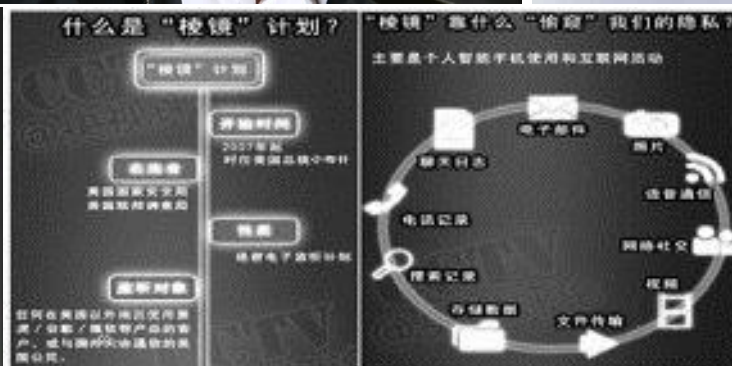 什么是“棱镜”计划?
“棱镜”计划
开始时间
2007年起
时任美国总统小布什
美国国家安全局
美国联邦调查局
性质
绝密电子监听计划
监听对象
任何在美国以外地区使用
户,或与国外人士通信的美
国公民。
“棱镜”靠什么“偷窥”我们的隐私?
主要是个人智能手机使用和互联网活动
电子邮件
照片
语音通信
网络社交
视频
文件传输
存储数据
搜索记录
电话记录
聊天日志